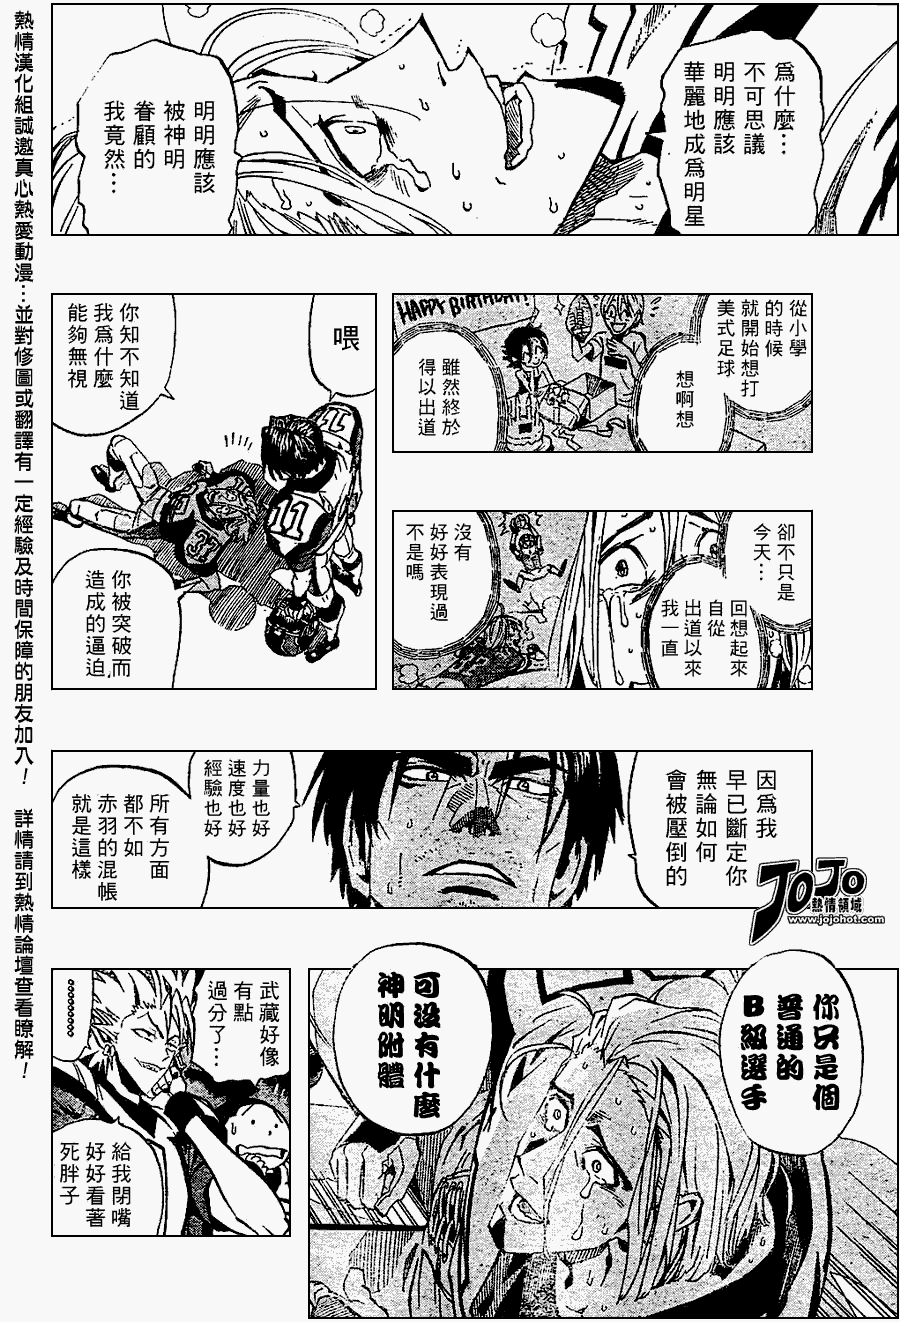 為什麼…
不可思議
明明應該
華麗地成為明星
明明應該
被神明
眷顧的
我竟然…
從小學
的時候
就開始想打
美式足球
想啊想
雖然終於
得以出道
HAPPY BIRTHDAY!
卻不只是
今天…
回想起來
自從
出道以來
我一直
沒有
好好表現過
不是嗎
喂
你知不知道
我為什麼
能夠無視
11
11
37
你被突破而
造成的逼迫
因為我
早已斷定你
無論如何
會被壓倒的
力量也好
速度也好
經驗也好
所有方面
都不如
赤羽的混帳
就是這樣
JOJO
熱情領域
www.jojohot.com
你只是個
普通的
B級選手
可沒有什麼
神明附體
武藏好像
有點
過分了…
給我閉嘴
好好看著
死胖子
熱情漢化組誠邀真心熱愛動漫…並對修圖或翻譯有一定經驗及時間保障的朋友加入！ 詳情請到熱情論壇查看瞭解！